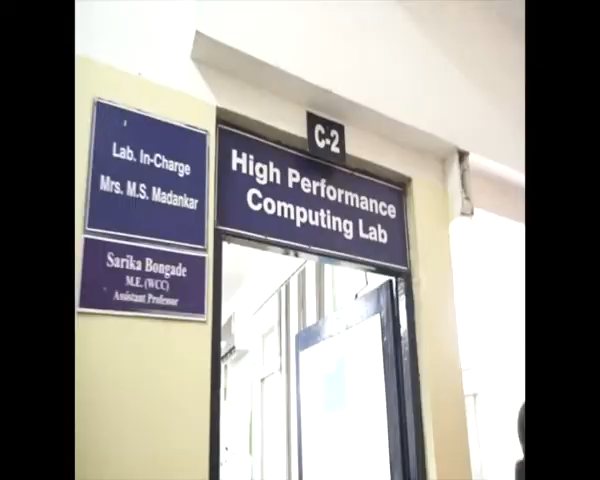 C-2
High Performance
Computing Lab
Lab. In-Charge
Mrs. M.S. Madankar
Sarika Bongade
M.E. (WCC)
Assistant Professor